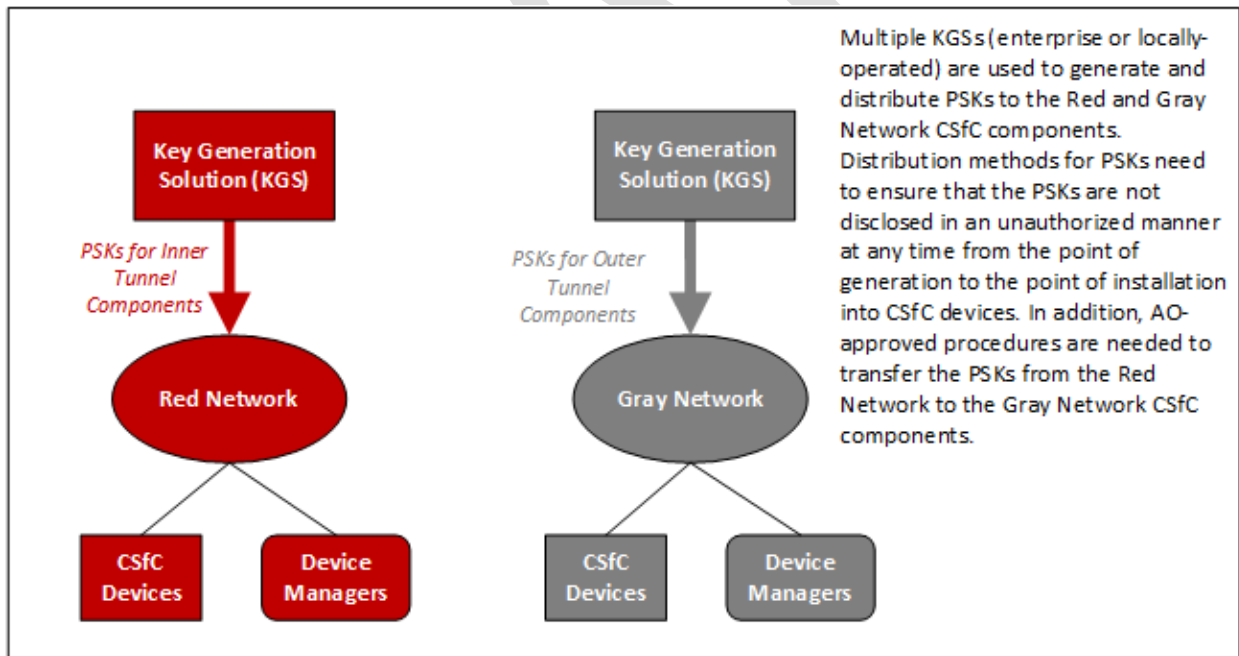 Key Generation
Solution (KGS)
PSKs for Inner
Tunnel
Components
Red Network
CSfC
Devices
Device
Managers
Key Generation
Solution (KGS)
PSKs for Outer
Tunnel
Components
Gray Network
CSfC
Devices
Device
Managers
Multiple KGSs (enterprise or locally-
operated) are used to generate and
distribute PSKs to the Red and Gray
Network CSfC components.
Distribution methods for PSKs need
to ensure that the PSKs are not
disclosed in an unauthorized manner
at any time from the point of
generation to the point of installation
into CSfC devices. In addition, AO-
approved procedures are needed to
transfer the PSKs from the Red
Network to the Gray Network CSfC
components.